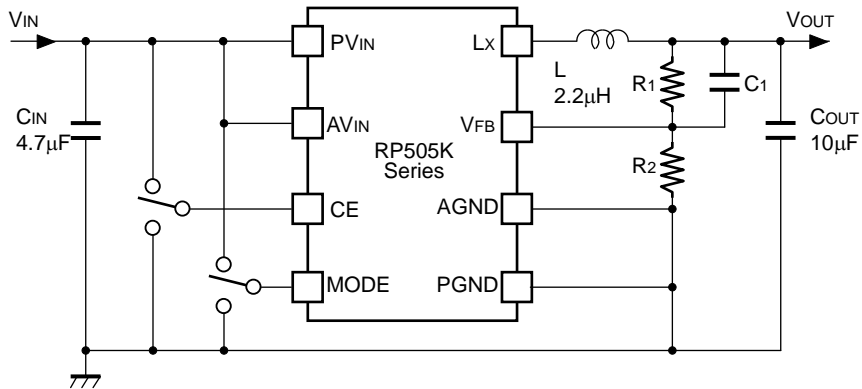 VIN
PVIN
LX
VOUT
L
2.2μH
R1
C1
CIN
4.7μF
AVIN
VFB
COUT
10μF
RP505K
Series
R2
CE
AGND
MODE
PGND